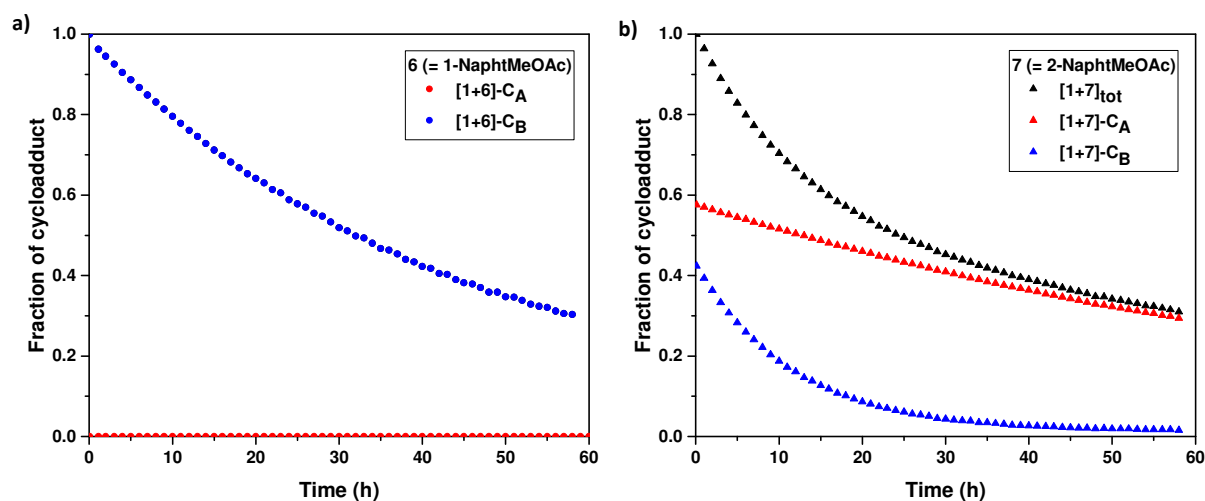 a)
1.0
0.8
0.6
0.4
0.2
0.0
Fraction of cycloadduct
0 10 20 30 40 50 60
Time (h)
6 (= 1-NaphtMeOAc)
[1+6]-CA
[1+6]-CB
b)
1.0
0.8
0.6
0.4
0.2
0.0
Fraction of cycloadduct
0 10 20 30 40 50 60
Time (h)
7 (= 2-NaphtMeOAc)
[1+7]tot
[1+7]-CA
[1+7]-CB